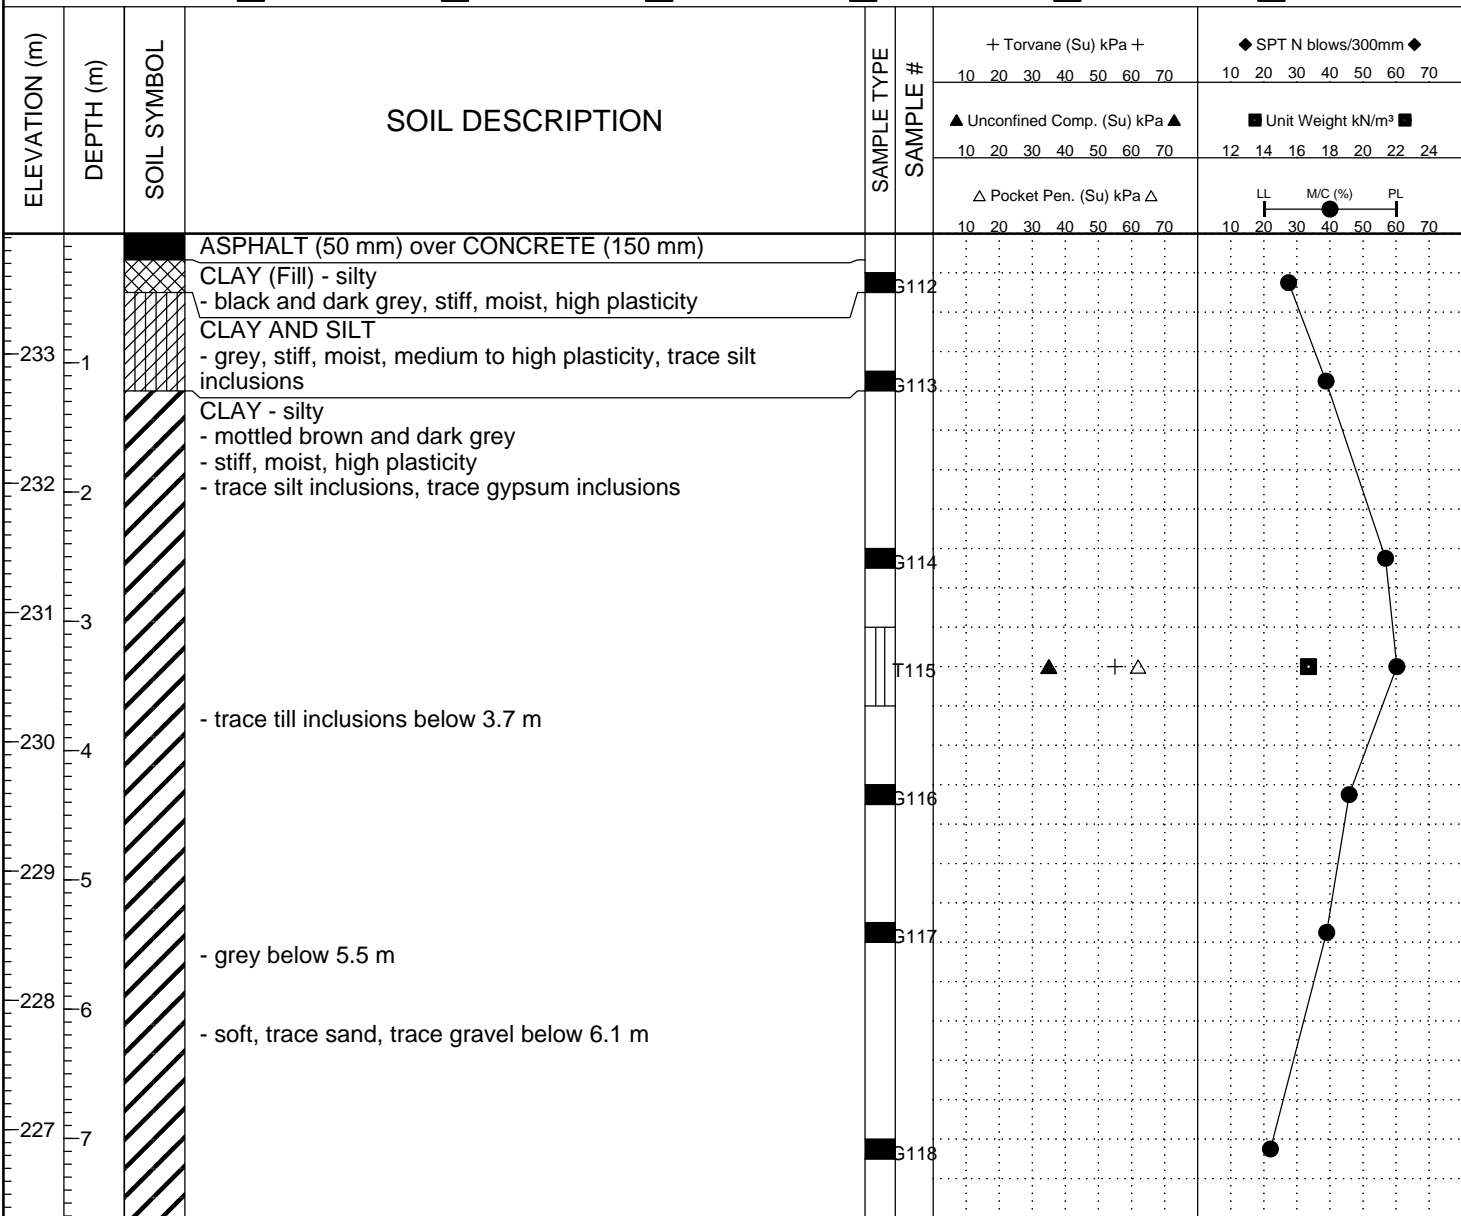 ELEVATION (m)
DEPTH (m)
SOIL SYMBOL
SOIL DESCRIPTION
SAMPLE TYPE
SAMPLE #
+ Torvane (Su) kPa +
10 20 30 40 50 60 70
▲ Unconfined Comp. (Su) kPa ▲
10 20 30 40 50 60 70
△ Pocket Pen. (Su) kPa △
10 20 30 40 50 60 70
◆ SPT N blows/300mm ◆
10 20 30 40 50 60 70
■ Unit Weight kN/m³ ■
12 14 16 18 20 22 24
LL M/C (%) PL
10 20 30 40 50 60 70
ASPHALT (50 mm) over CONCRETE (150 mm)
CLAY (Fill) - silty
- black and dark grey, stiff, moist, high plasticity
G112
CLAY AND SILT
- grey, stiff, moist, medium to high plasticity, trace silt
inclusions
233
1
G113
CLAY - silty
- mottled brown and dark grey
- stiff, moist, high plasticity
- trace silt inclusions, trace gypsum inclusions
232
2
G114
231
3
T115
- trace till inclusions below 3.7 m
230
4
G116
229
5
G117
- grey below 5.5 m
228
6
- soft, trace sand, trace gravel below 6.1 m
227
7
G118